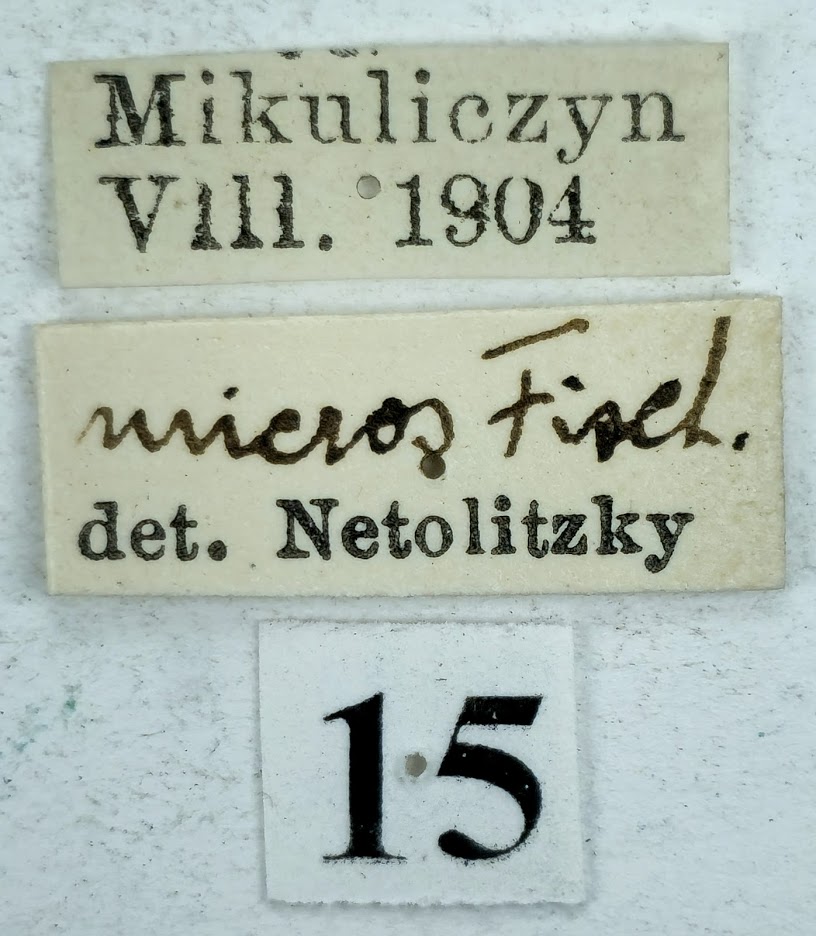 Mikuliczyn
VIII. 1904
micros Fisch.
det. Netolitzky
15